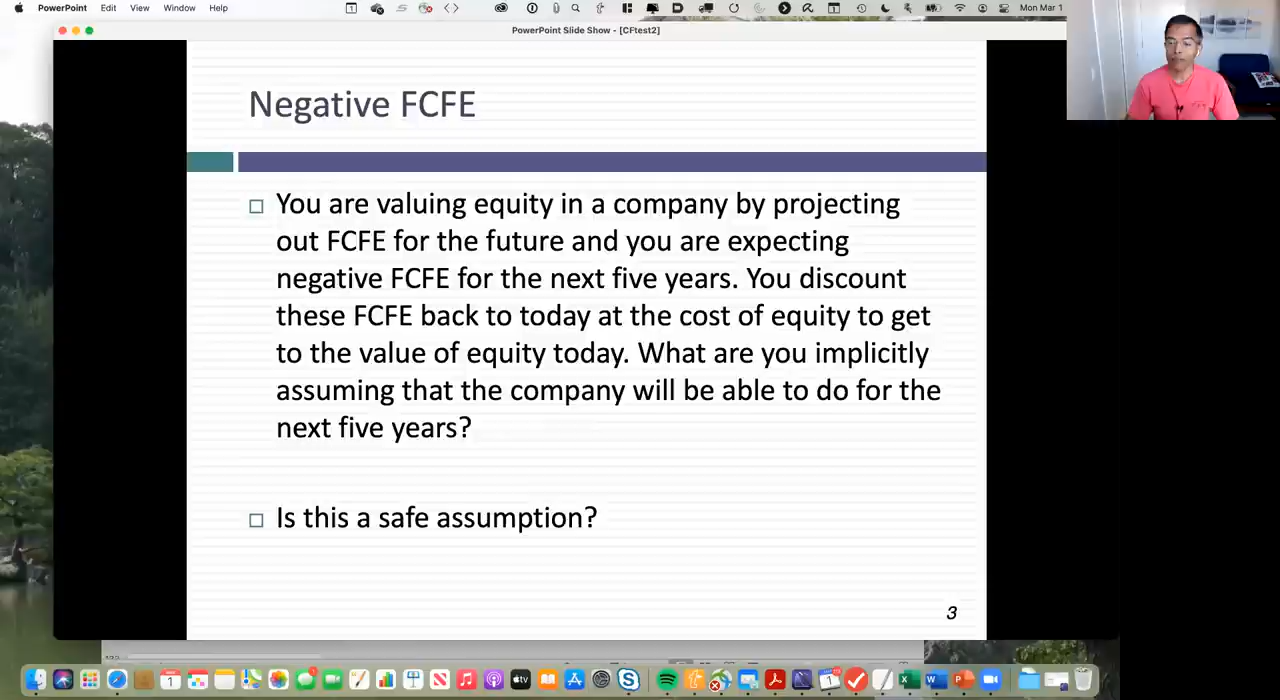 PowerPoint Edit View Window Help
Mon Mar 1
PowerPoint Slide Show - [CFtest2]
Negative FCFE
You are valuing equity in a company by projecting
out FCFE for the future and you are expecting
negative FCFE for the next five years. You discount
these FCFE back to today at the cost of equity to get
to the value of equity today. What are you implicitly
assuming that the company will be able to do for the
next five years?
Is this a safe assumption?
3